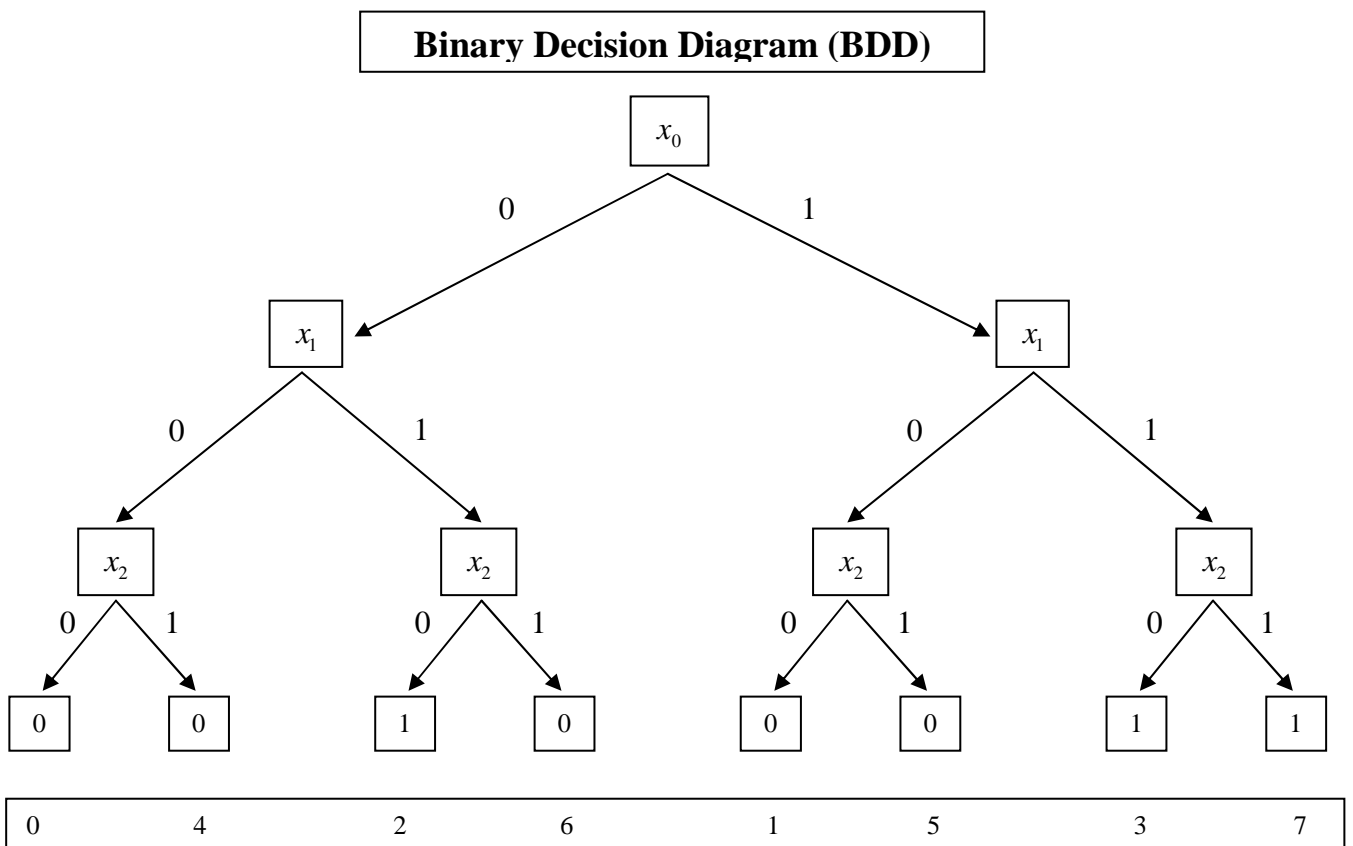 Binary Decision Diagram (BDD)
x₀
0 1
x₁ x₁
0 1 0 1
x₂ x₂ x₂ x₂
0 1 0 1 0 1 0 1
0 0 1 0 0 0 1 1
0 4 2 6 1 5 3 7